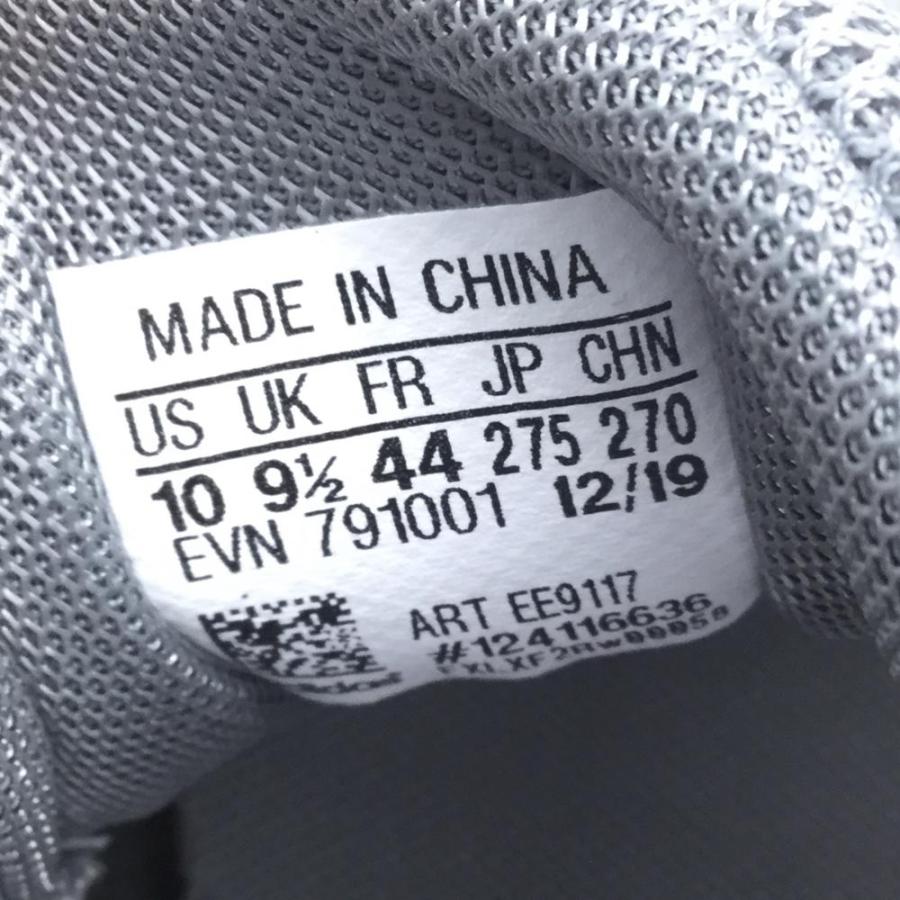 MADE IN CHINA
US UK FR JP CHN
10 9½ 44 275 270
EVN 791001 12/19
ART EE9117
#124116636